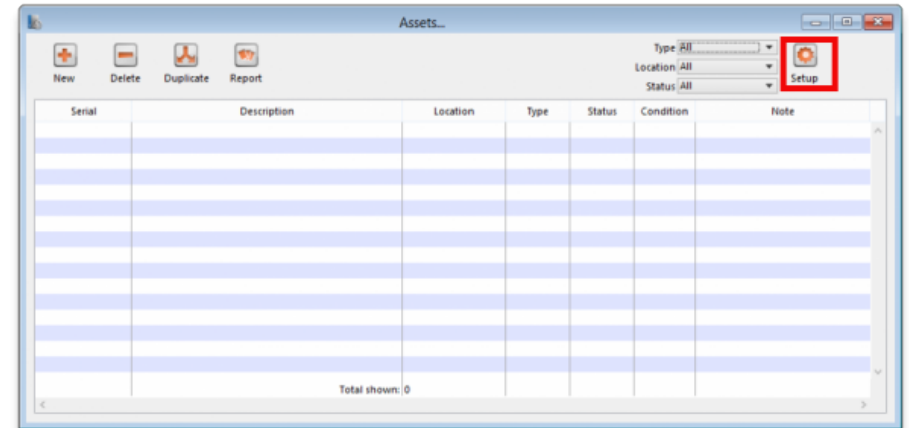 Assets...
New Delete Duplicate Report
Type All
Location All
Status All
Setup
Serial Description Location Type Status Condition Note
Total shown: 0